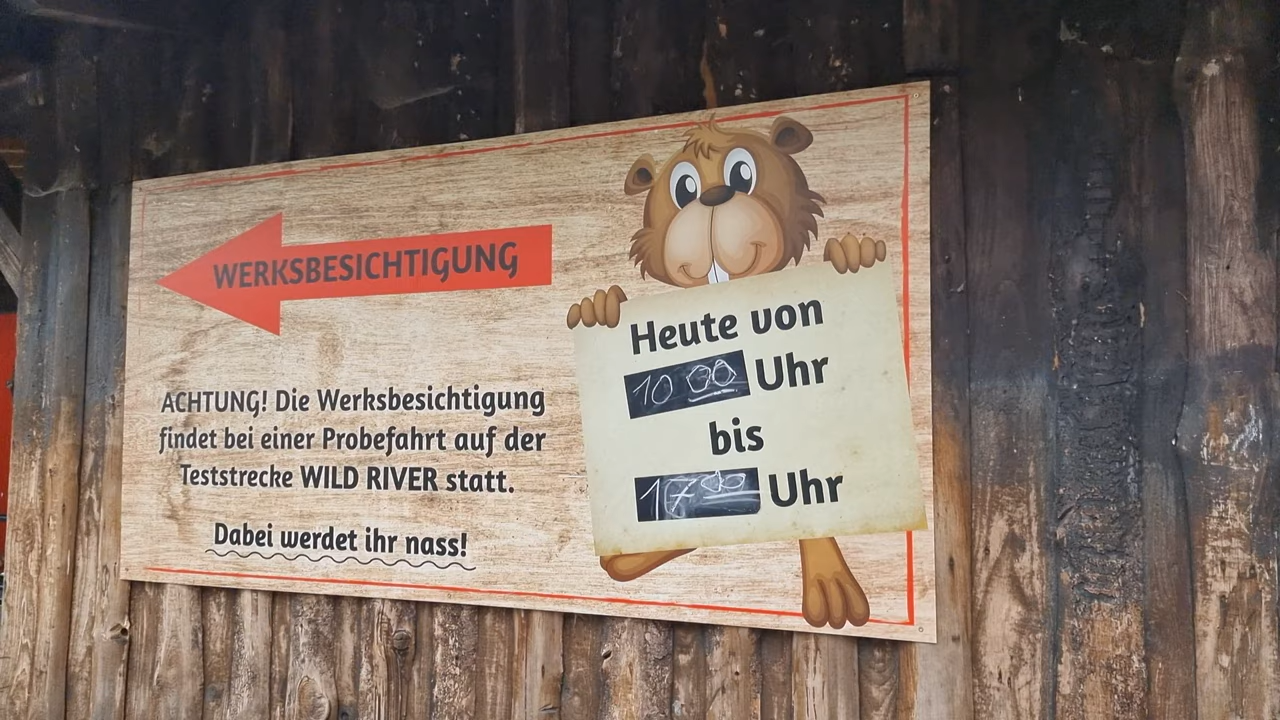 WERKSBESICHTIGUNG
ACHTUNG! Die Werksbesichtigung
findet bei einer Probefahrt auf der
Teststrecke WILD RIVER statt.
Dabei werdet ihr nass!
Heute von
10 00 Uhr
bis
17 00 Uhr